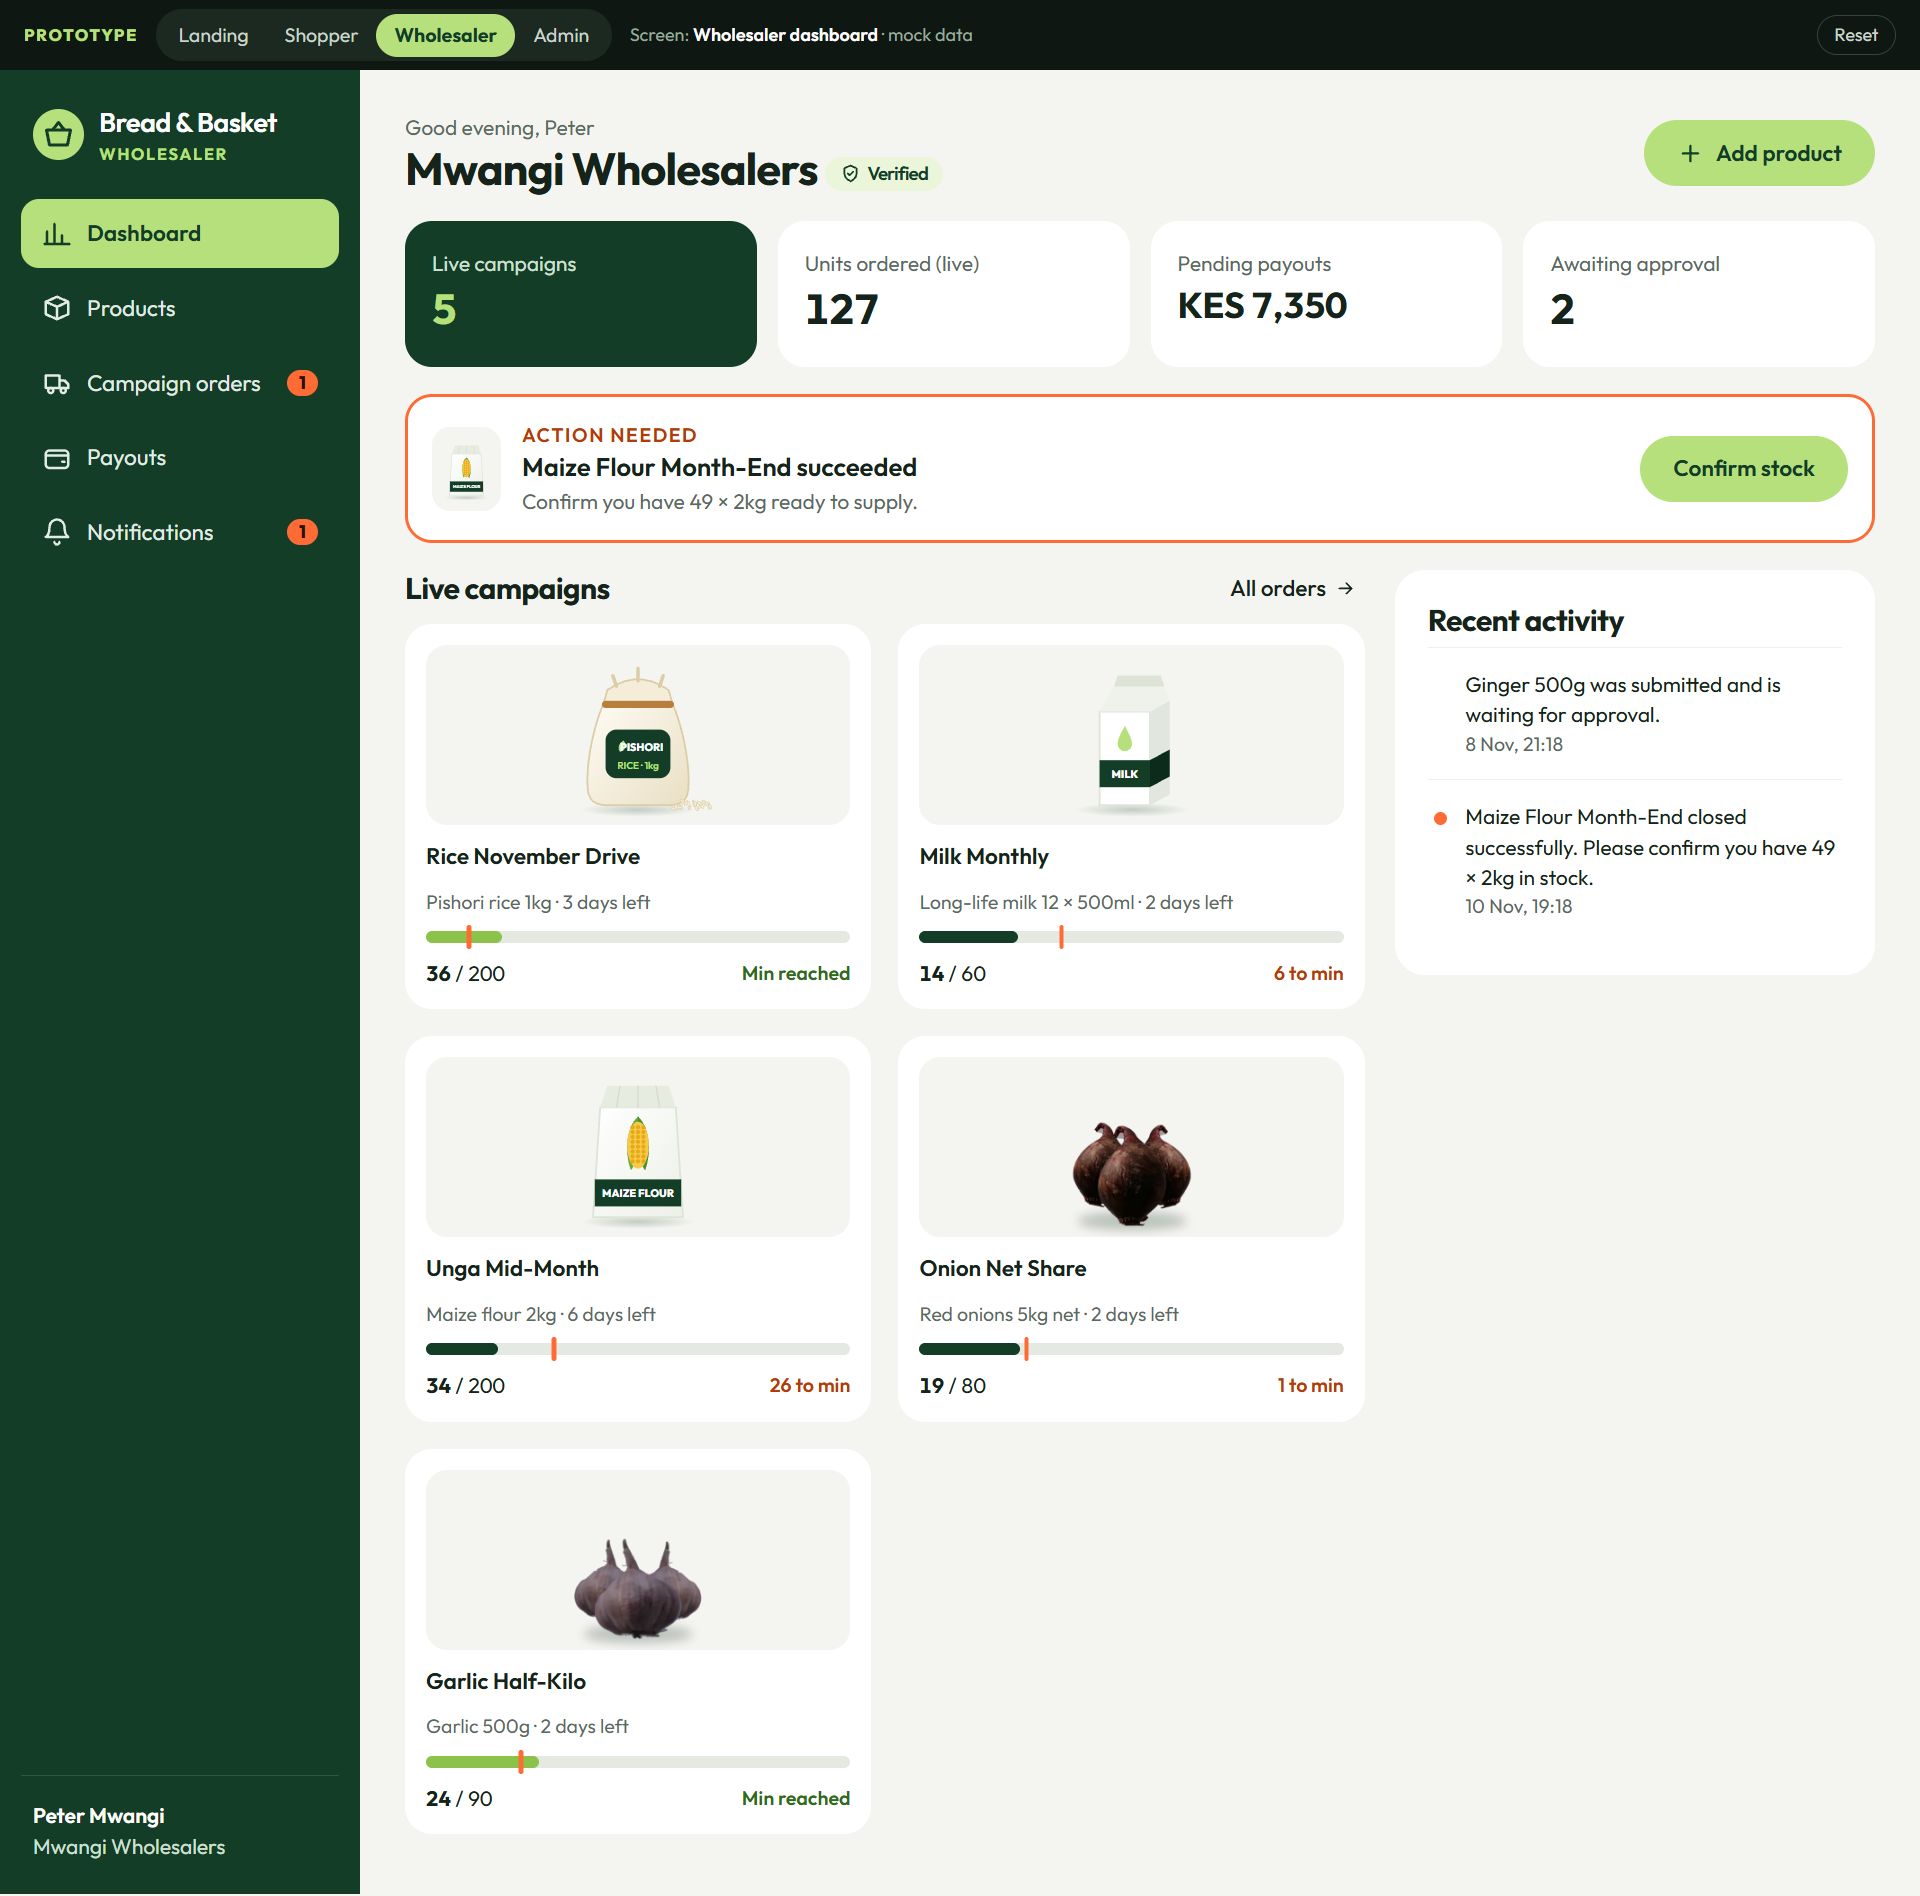 PROTOTYPE
Landing
Shopper
Wholesaler
Admin
Screen: Wholesaler dashboard · mock data
Reset
Bread & Basket
WHOLESALER
Dashboard
Products
Campaign orders 1
Payouts
Notifications 1
Peter Mwangi
Mwangi Wholesalers
Good evening, Peter
Mwangi Wholesalers
Verified
+ Add product
Live campaigns
5
Units ordered (live)
127
Pending payouts
KES 7,350
Awaiting approval
2
MAIZE FLOUR
ACTION NEEDED
Maize Flour Month-End succeeded
Confirm you have 49 × 2kg ready to supply.
Confirm stock
Live campaigns
All orders →
PISHORI
RICE · 1kg
Rice November Drive
Pishori rice 1kg · 3 days left
36 / 200
Min reached
MILK
Milk Monthly
Long-life milk 12 × 500ml · 2 days left
14 / 60
6 to min
MAIZE FLOUR
Unga Mid-Month
Maize flour 2kg · 6 days left
34 / 200
26 to min
Onion Net Share
Red onions 5kg net · 2 days left
19 / 80
1 to min
Garlic Half-Kilo
Garlic 500g · 2 days left
24 / 90
Min reached
Recent activity
Ginger 500g was submitted and is
waiting for approval.
8 Nov, 21:18
Maize Flour Month-End closed
successfully. Please confirm you have 49
× 2kg in stock.
10 Nov, 19:18